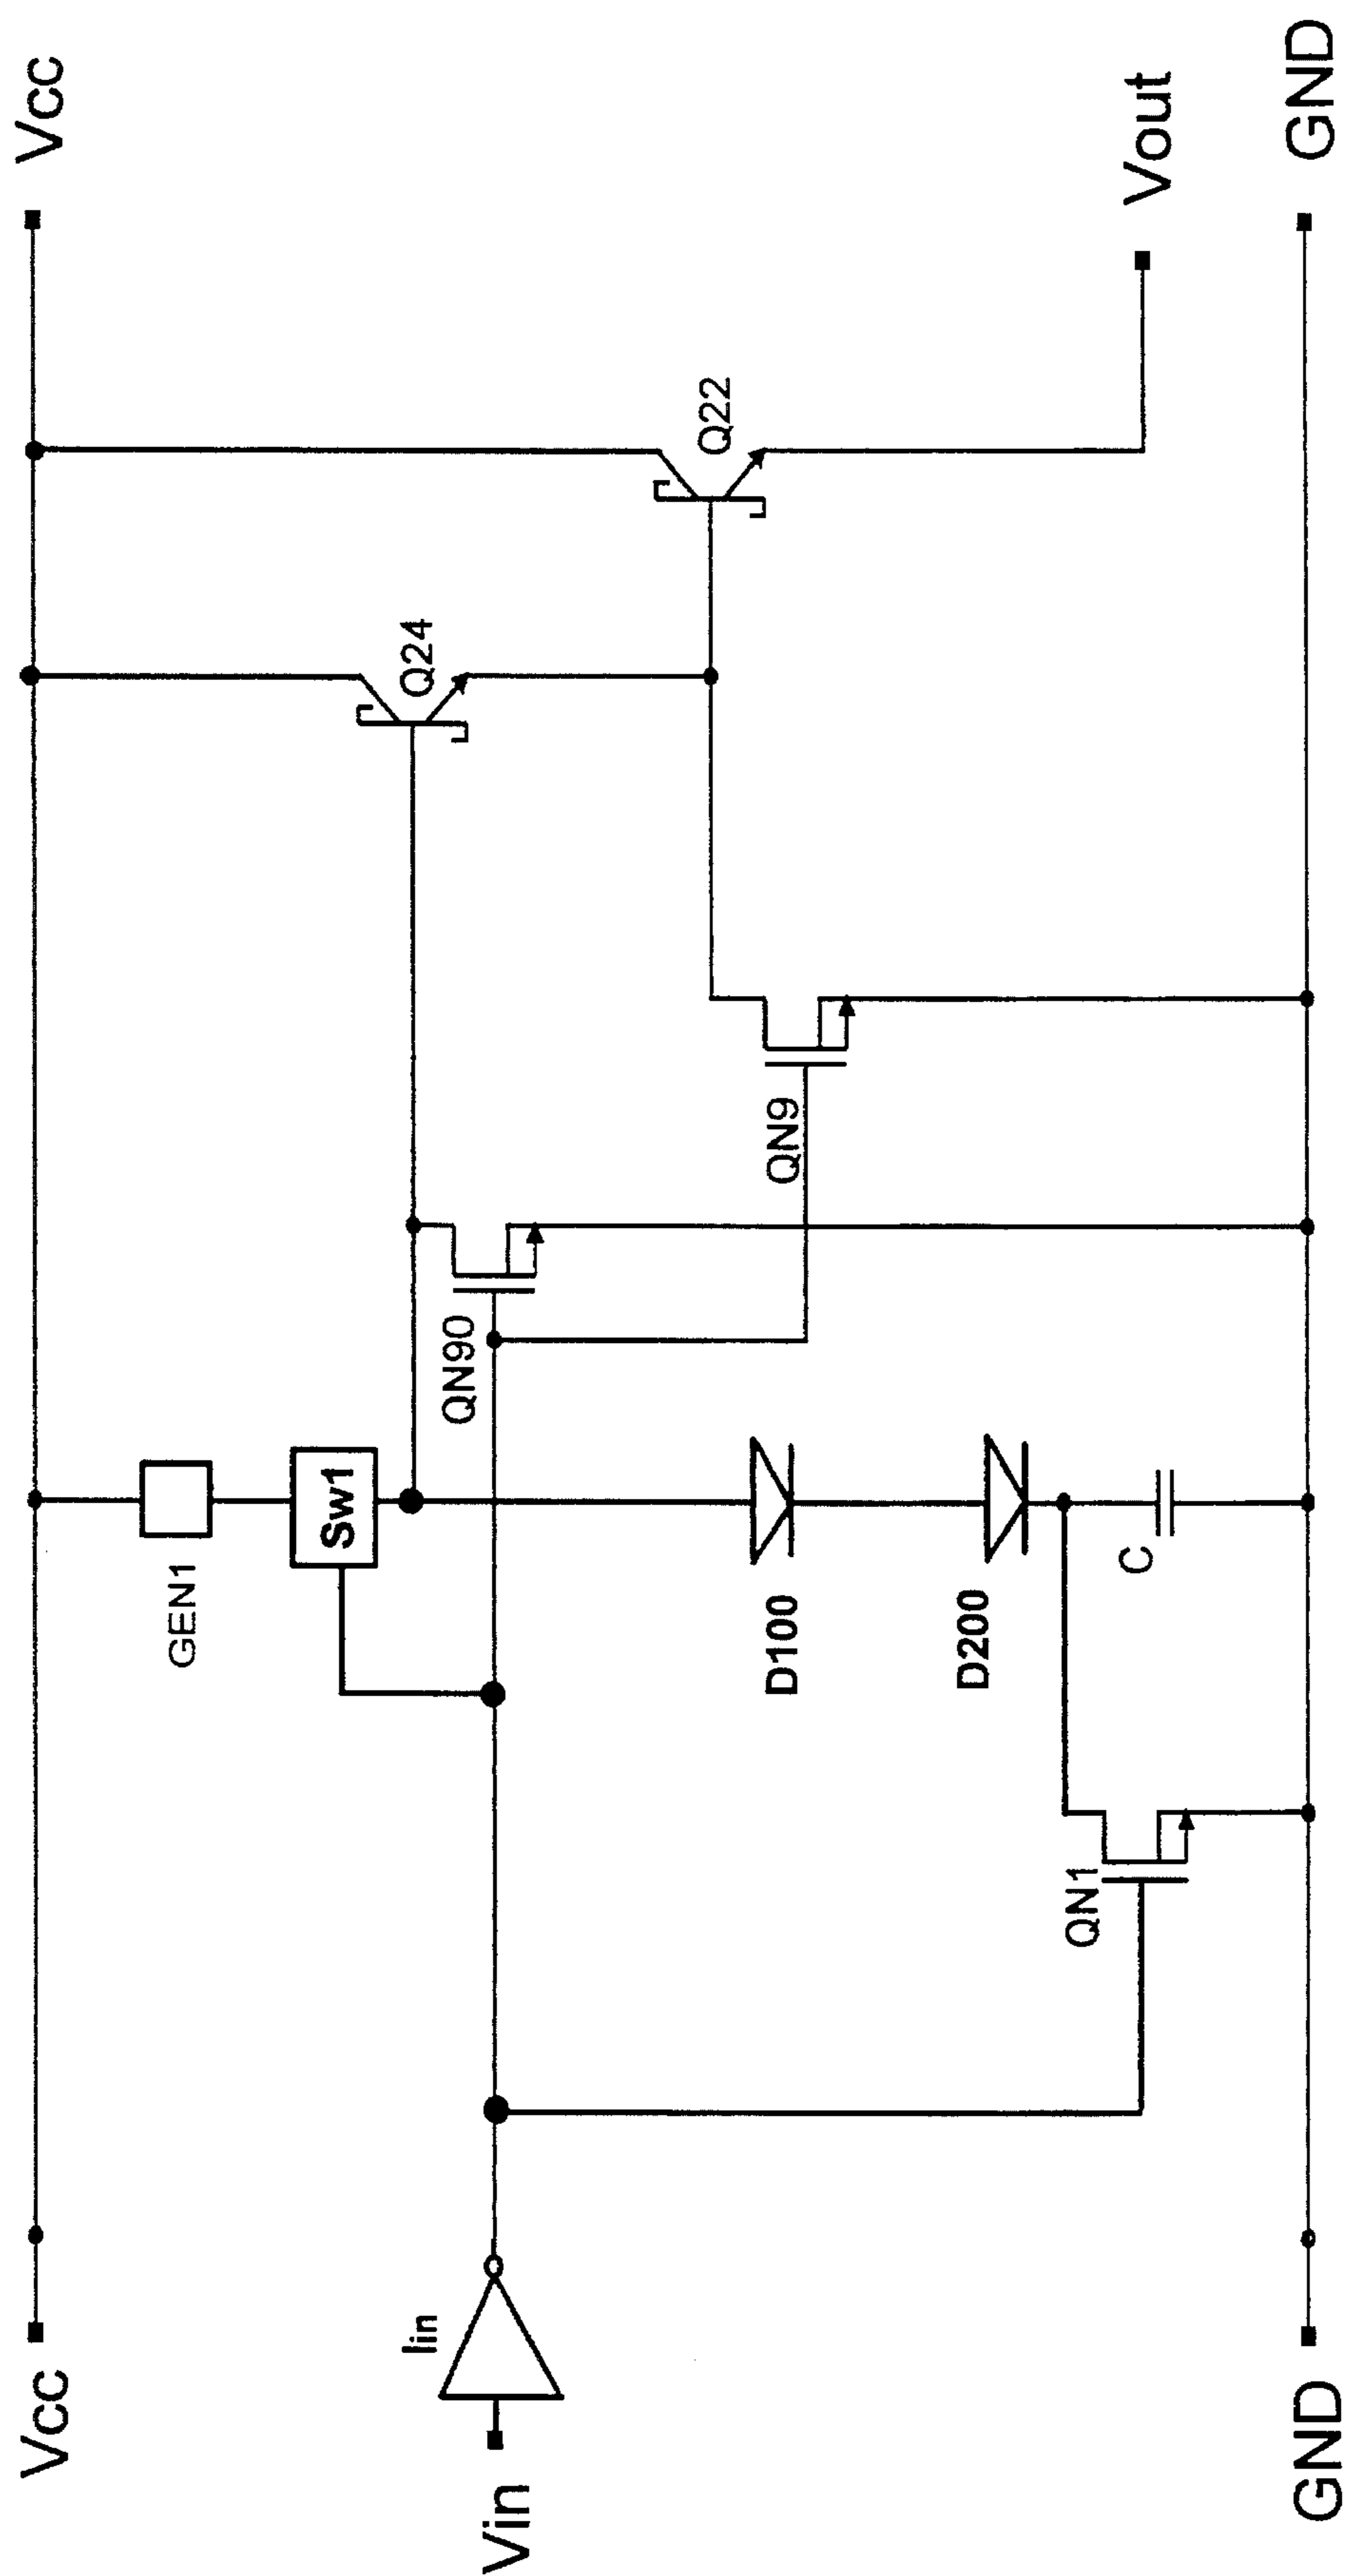 Vcc
Vcc
GEN1
Sw1
Q24
Iin
Vin
QN90
Q22
D100
QN9
D200
QN1
C
Vout
GND
GND